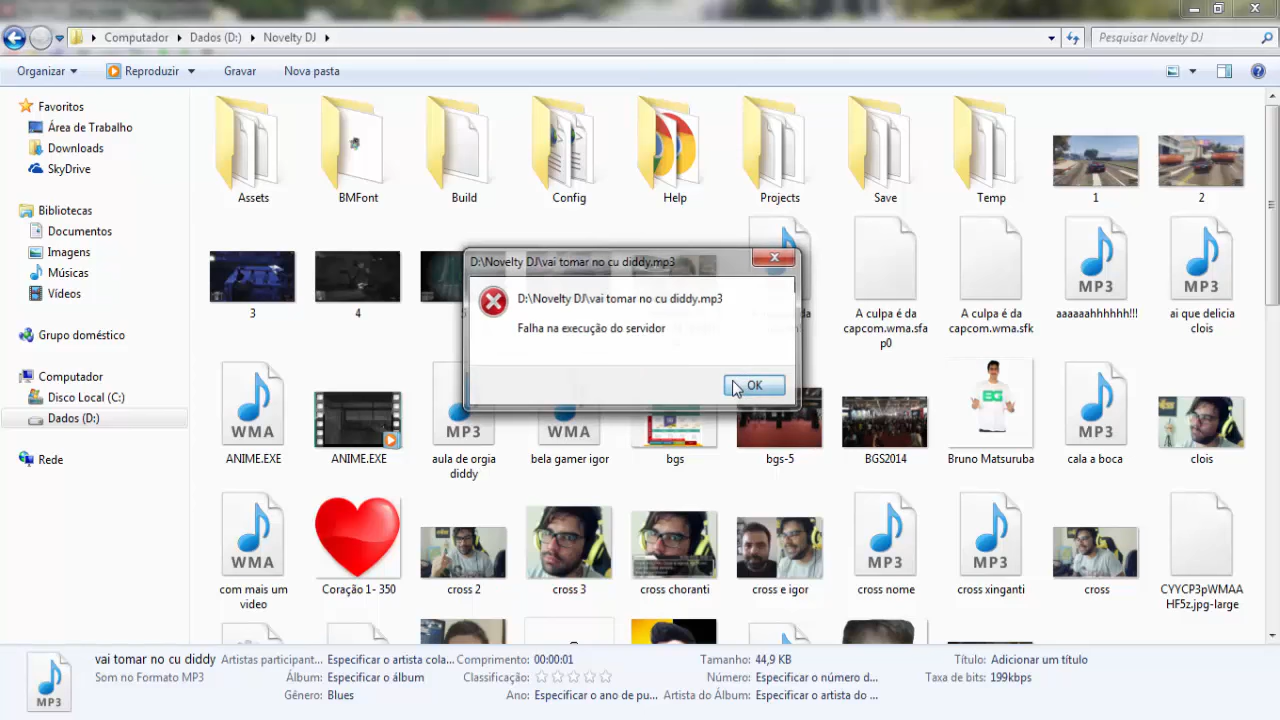 Computador
Dados (D:)
Novelty DJ
Pesquisar Novelty DJ
Organizar
Reproduzir
Gravar
Nova pasta
Favoritos
Área de Trabalho
Downloads
SkyDrive
Bibliotecas
Documentos
Imagens
Músicas
Vídeos
Grupo doméstico
Computador
Disco Local (C:)
Dados (D:)
Rede
Assets
BMFont
Build
Config
Help
Projects
Save
Temp
1
2
3
4
D:\Novelty DJ\vai tomar no cu diddy.mp3
D:\Novelty DJ\vai tomar no cu diddy.mp3
Falha na execução do servidor
OK
A culpa é da
capcom.wma.sfa
p0
A culpa é da
capcom.wma.sfk
MP3
aaaaaahhhhhh!!!
MP3
ai que delicia
clois
WMA
ANIME.EXE
ANIME.EXE
MP3
aula de orgia
diddy
WMA
bela gamer igor
bgs
bgs-5
BGS2014
Bruno Matsuruba
MP3
cala a boca
clois
WMA
com mais um
video
Coração 1- 350
cross 2
cross 3
cross choranti
cross e igor
MP3
cross nome
MP3
cross xinganti
cross
CYYCP3pWMAA
HF5z.jpg-large
MP3
vai tomar no cu diddy
Som no Formato MP3
Artistas participant...
Especificar o artista cola...
Álbum:
Especificar o álbum
Gênero:
Blues
Comprimento:
00:00:01
Classificação:
Ano:
Especificar o ano de pu...
Tamanho:
44,9 KB
Número:
Especificar o número d...
Artista do Álbum:
Especificar o artista do ...
Título:
Adicionar um título
Taxa de bits:
199kbps